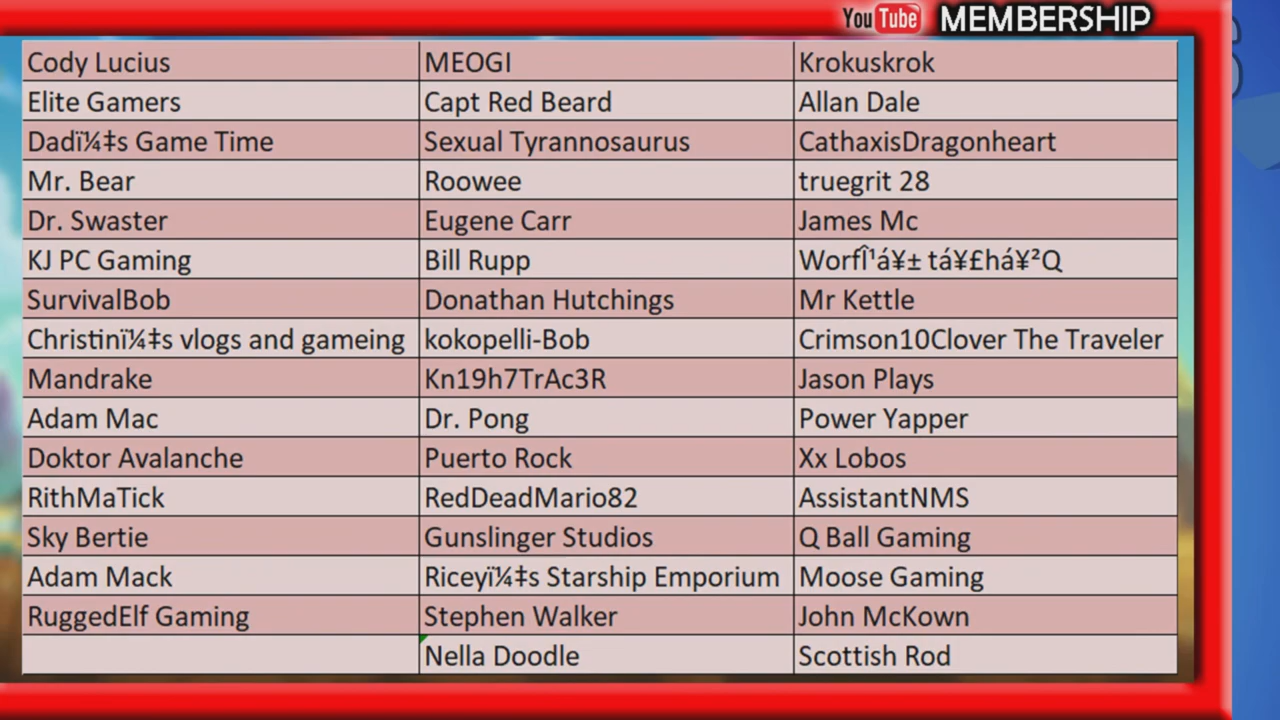 YouTube MEMBERSHIP
Cody Lucius MEOGI Krokuskrok
Elite Gamers Capt Red Beard Allan Dale
Dadï¼‡s Game Time Sexual Tyrannosaurus CathaxisDragonheart
Mr. Bear Roowee truegrit 28
Dr. Swaster Eugene Carr James Mc
KJ PC Gaming Bill Rupp WorfÎ¹á¥± tá¥£há¥²Q
SurvivalBob Donathan Hutchings Mr Kettle
Christinï¼‡s vlogs and gameing kokopelli-Bob Crimson10Clover The Traveler
Mandrake Kn19h7TrAc3R Jason Plays
Adam Mac Dr. Pong Power Yapper
Doktor Avalanche Puerto Rock Xx Lobos
RithMaTick RedDeadMario82 AssistantNMS
Sky Bertie Gunslinger Studios Q Ball Gaming
Adam Mack Riceyï¼‡s Starship Emporium Moose Gaming
RuggedElf Gaming Stephen Walker John McKown
Nella Doodle Scottish Rod